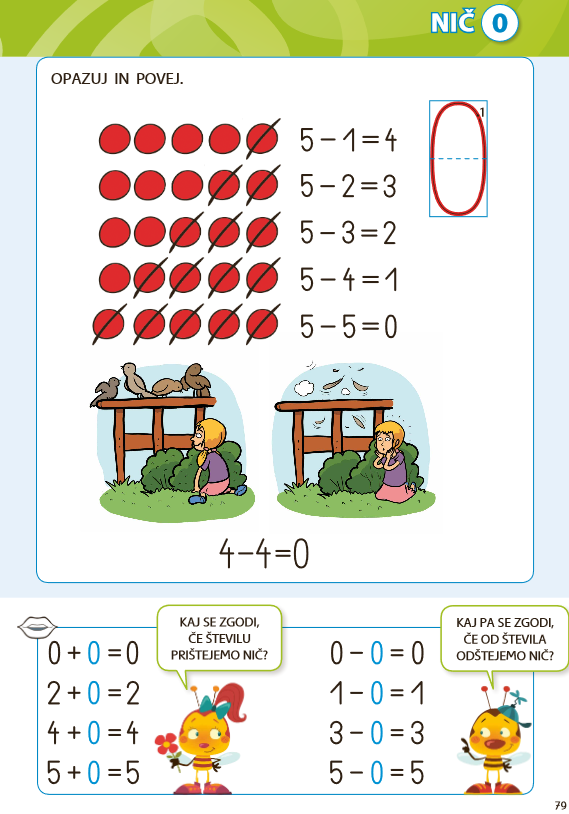 NIČ 0
OPAZUJ IN POVEJ.
5 – 1 = 4
1
5 – 2 = 3
5 – 3 = 2
5 – 4 = 1
5 – 5 = 0
4–4=0
KAJ SE ZGODI,
ČE ŠTEVILU
PRIŠTEJEMO NIČ?
0 + 0 = 0
2 + 0 = 2
4 + 0 = 4
5 + 0 = 5
KAJ PA SE ZGODI,
ČE OD ŠTEVILA
ODŠTEJEMO NIČ?
0 – 0 = 0
1 – 0 = 1
3 – 0 = 3
5 – 0 = 5
79